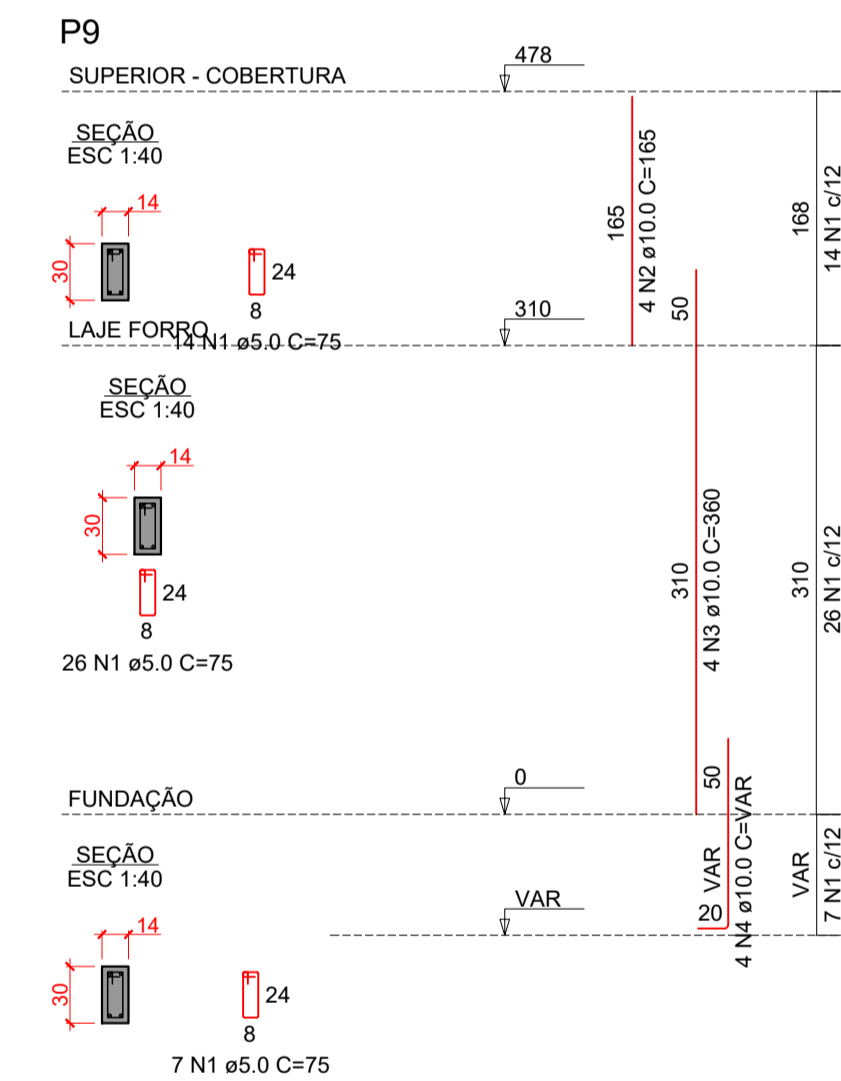 P9
SUPERIOR - COBERTURA
478
SEÇÃO
ESC 1:40
14
30
24
8
14 N1 ø5.0 C=75
165
4 N2 ø10.0 C=165
168
14 N1 c/12
LAJE FORRO
310
50
SEÇÃO
ESC 1:40
14
30
24
8
26 N1 ø5.0 C=75
310
4 N3 ø10.0 C=360
310
26 N1 c/12
FUNDAÇÃO
0
50
SEÇÃO
ESC 1:40
VAR
20
VAR
4 N4 ø10.0 C=VAR
VAR
7 N1 c/12
14
30
24
8
7 N1 ø5.0 C=75